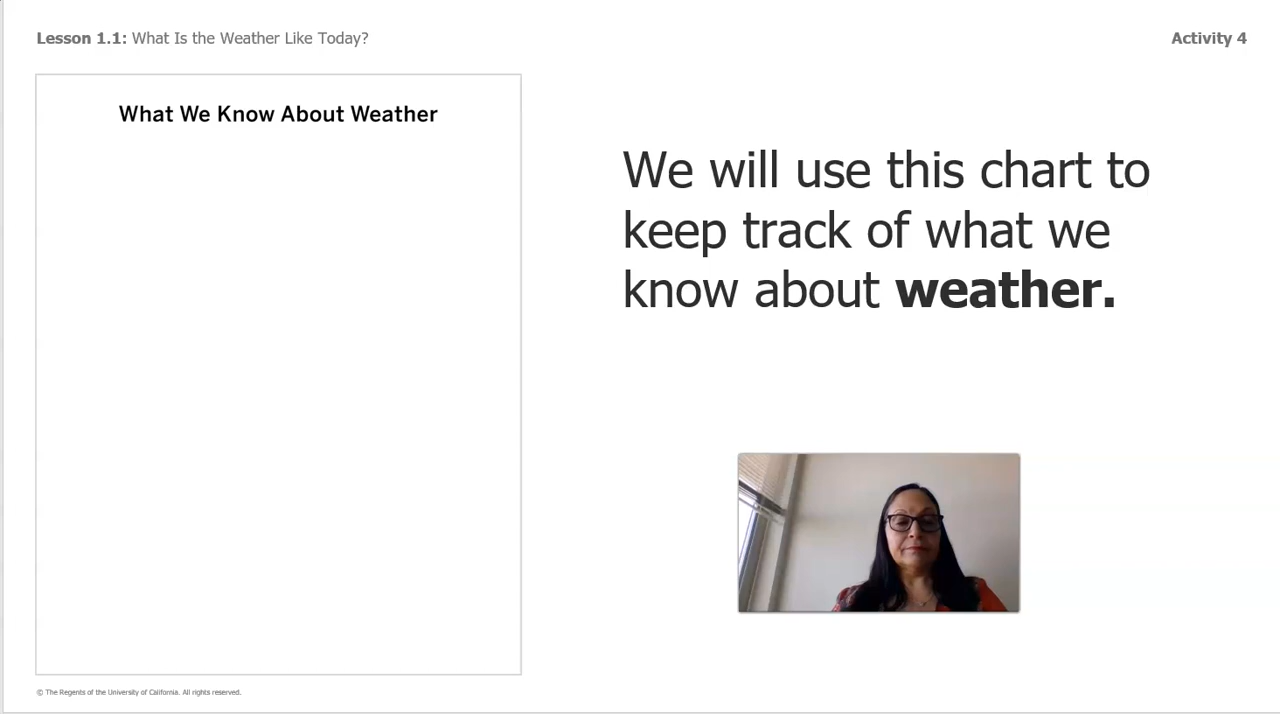 Lesson 1.1: What Is the Weather Like Today?
Activity 4
What We Know About Weather
We will use this chart to
keep track of what we
know about weather.
© The Regents of the University of California. All rights reserved.